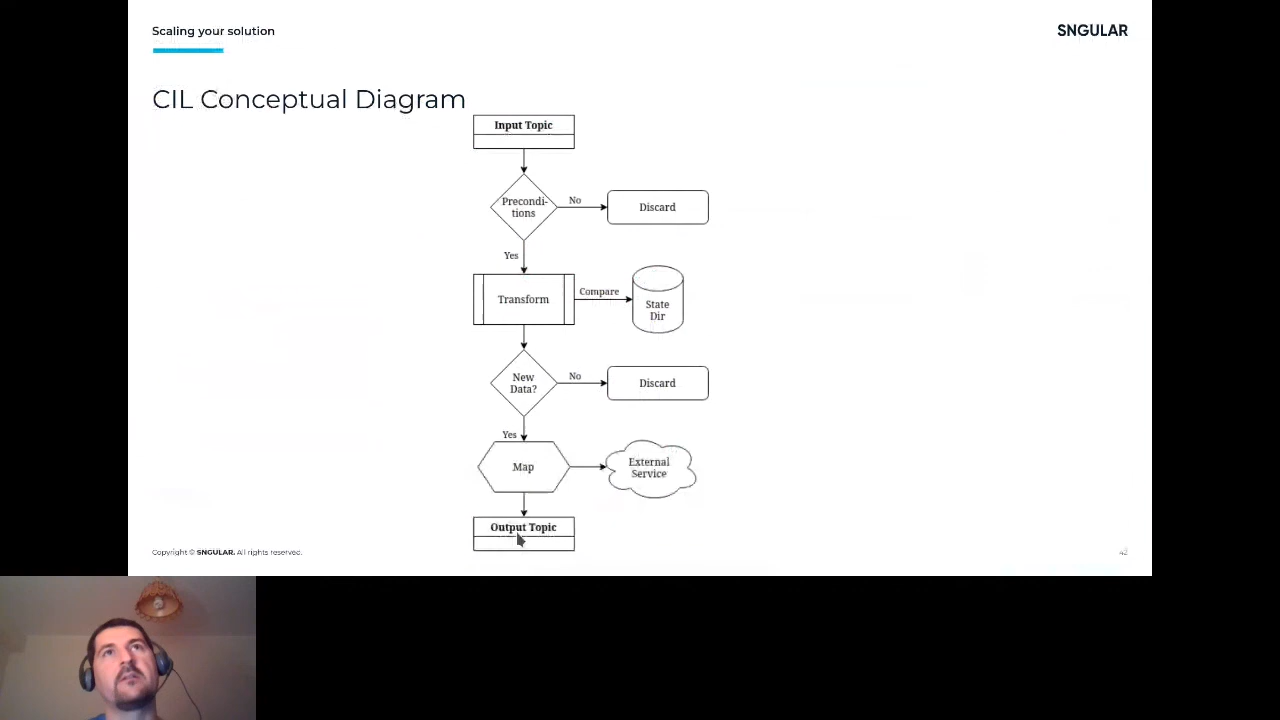 Scaling your solution
SNGULAR
CIL Conceptual Diagram
Input Topic
Precondi-
tions
No
Discard
Yes
Transform
Compare
State
Dir
New
Data?
No
Discard
Yes
Map
External
Service
Output Topic
Copyright © SNGULAR. All rights reserved.
42